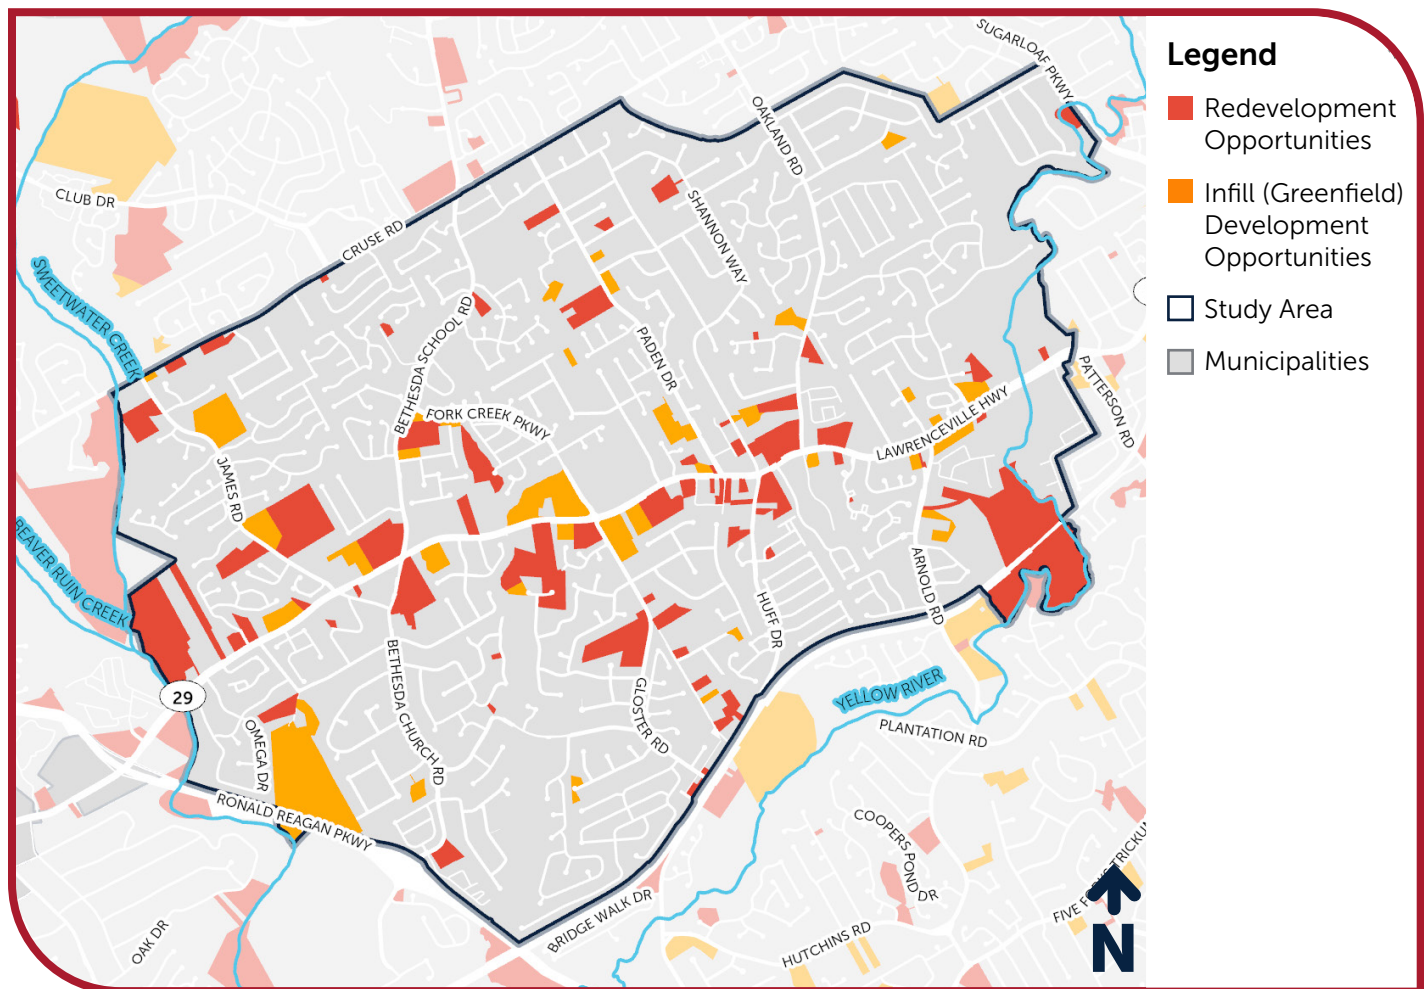 Legend
Redevelopment
Opportunities
Infill (Greenfield)
Development
Opportunities
Study Area
Municipalities
SUGARLOAF PKWY
OAKLAND RD
CLUB DR
SHANNON WAY
CRUSE RD
SWEETWATER CREEK
BETHESDA SCHOOL RD
PADEN DR
PATTERSON RD
FORK CREEK PKWY
LAWRENCEVILLE HWY
JAMES RD
BEAVER RUIN CREEK
ARNOLD RD
HUFF DR
29
BETHESDA CHURCH RD
GLOSTER RD
YELLOW RIVER
PLANTATION RD
OMEGA DR
RONALD REAGAN PKWY
COOPERS POND DR
BRIDGE WALK DR
OAK DR
HUTCHINS RD
FIVE
N